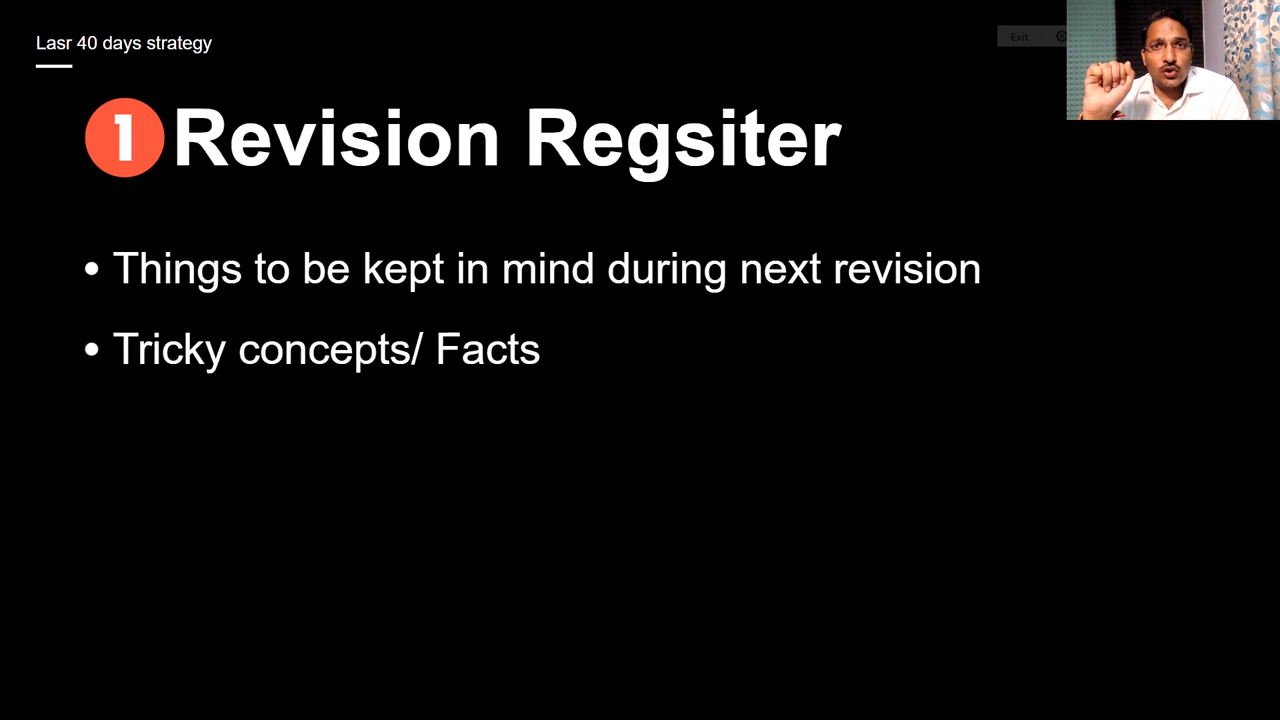 Lasr 40 days strategy
Exit
1 Revision Regsiter
• Things to be kept in mind during next revision
• Tricky concepts/ Facts